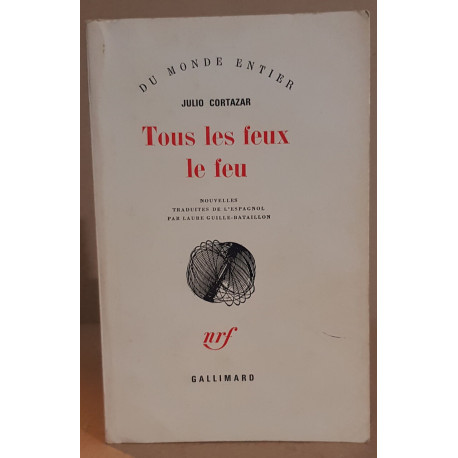 DU MONDE ENTIER
JULIO CORTAZAR
Tous les feux
le feu
NOUVELLES
TRADUITES DE L'ESPAGNOL
PAR LAURE GUILLE-BATAILLON
nrf
GALLIMARD